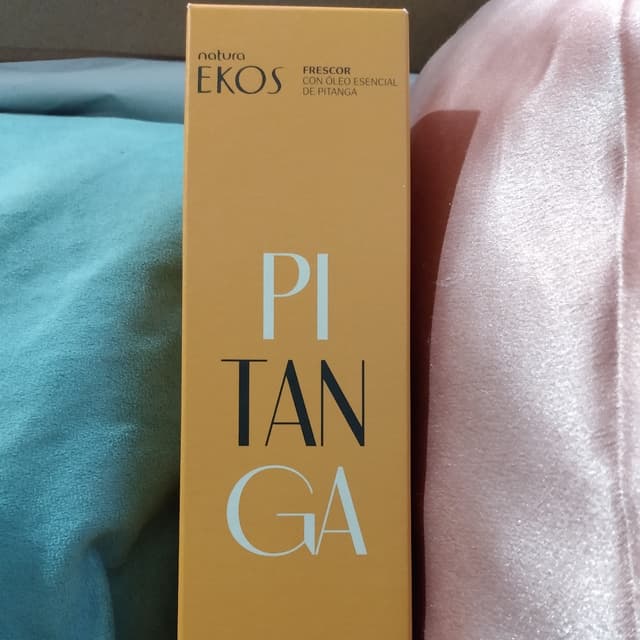 natura
EKOS
FRESCOR
CON ÓLEO ESENCIAL
DE PITANGA
PI
TAN
GA